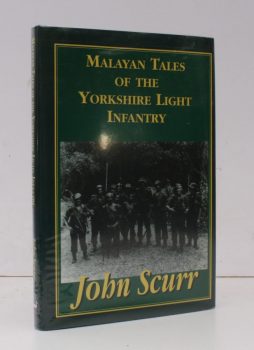 MALAYAN TALES
OF THE
YORKSHIRE LIGHT
INFANTRY
John Scurr